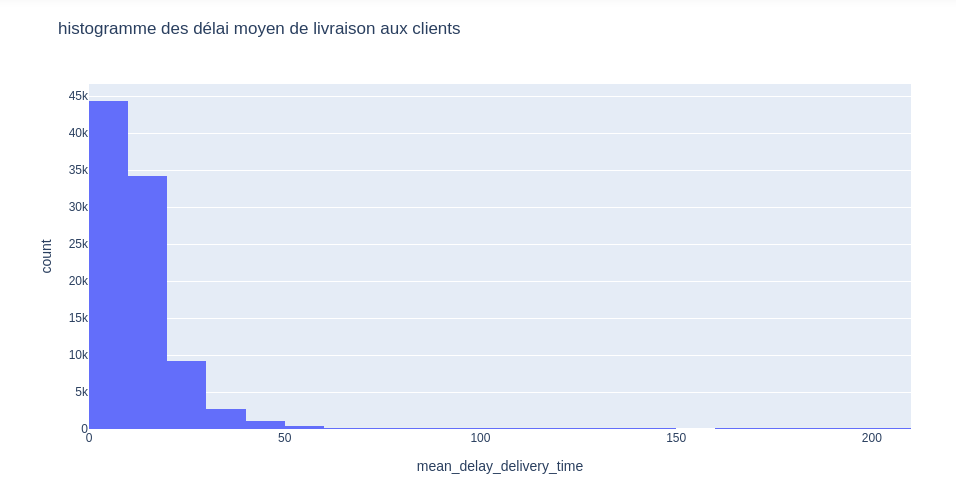 histogramme des délai moyen de livraison aux clients
45k
40k
35k
30k
25k
20k
15k
10k
5k
0
count
0 50 100 150 200
mean_delay_delivery_time